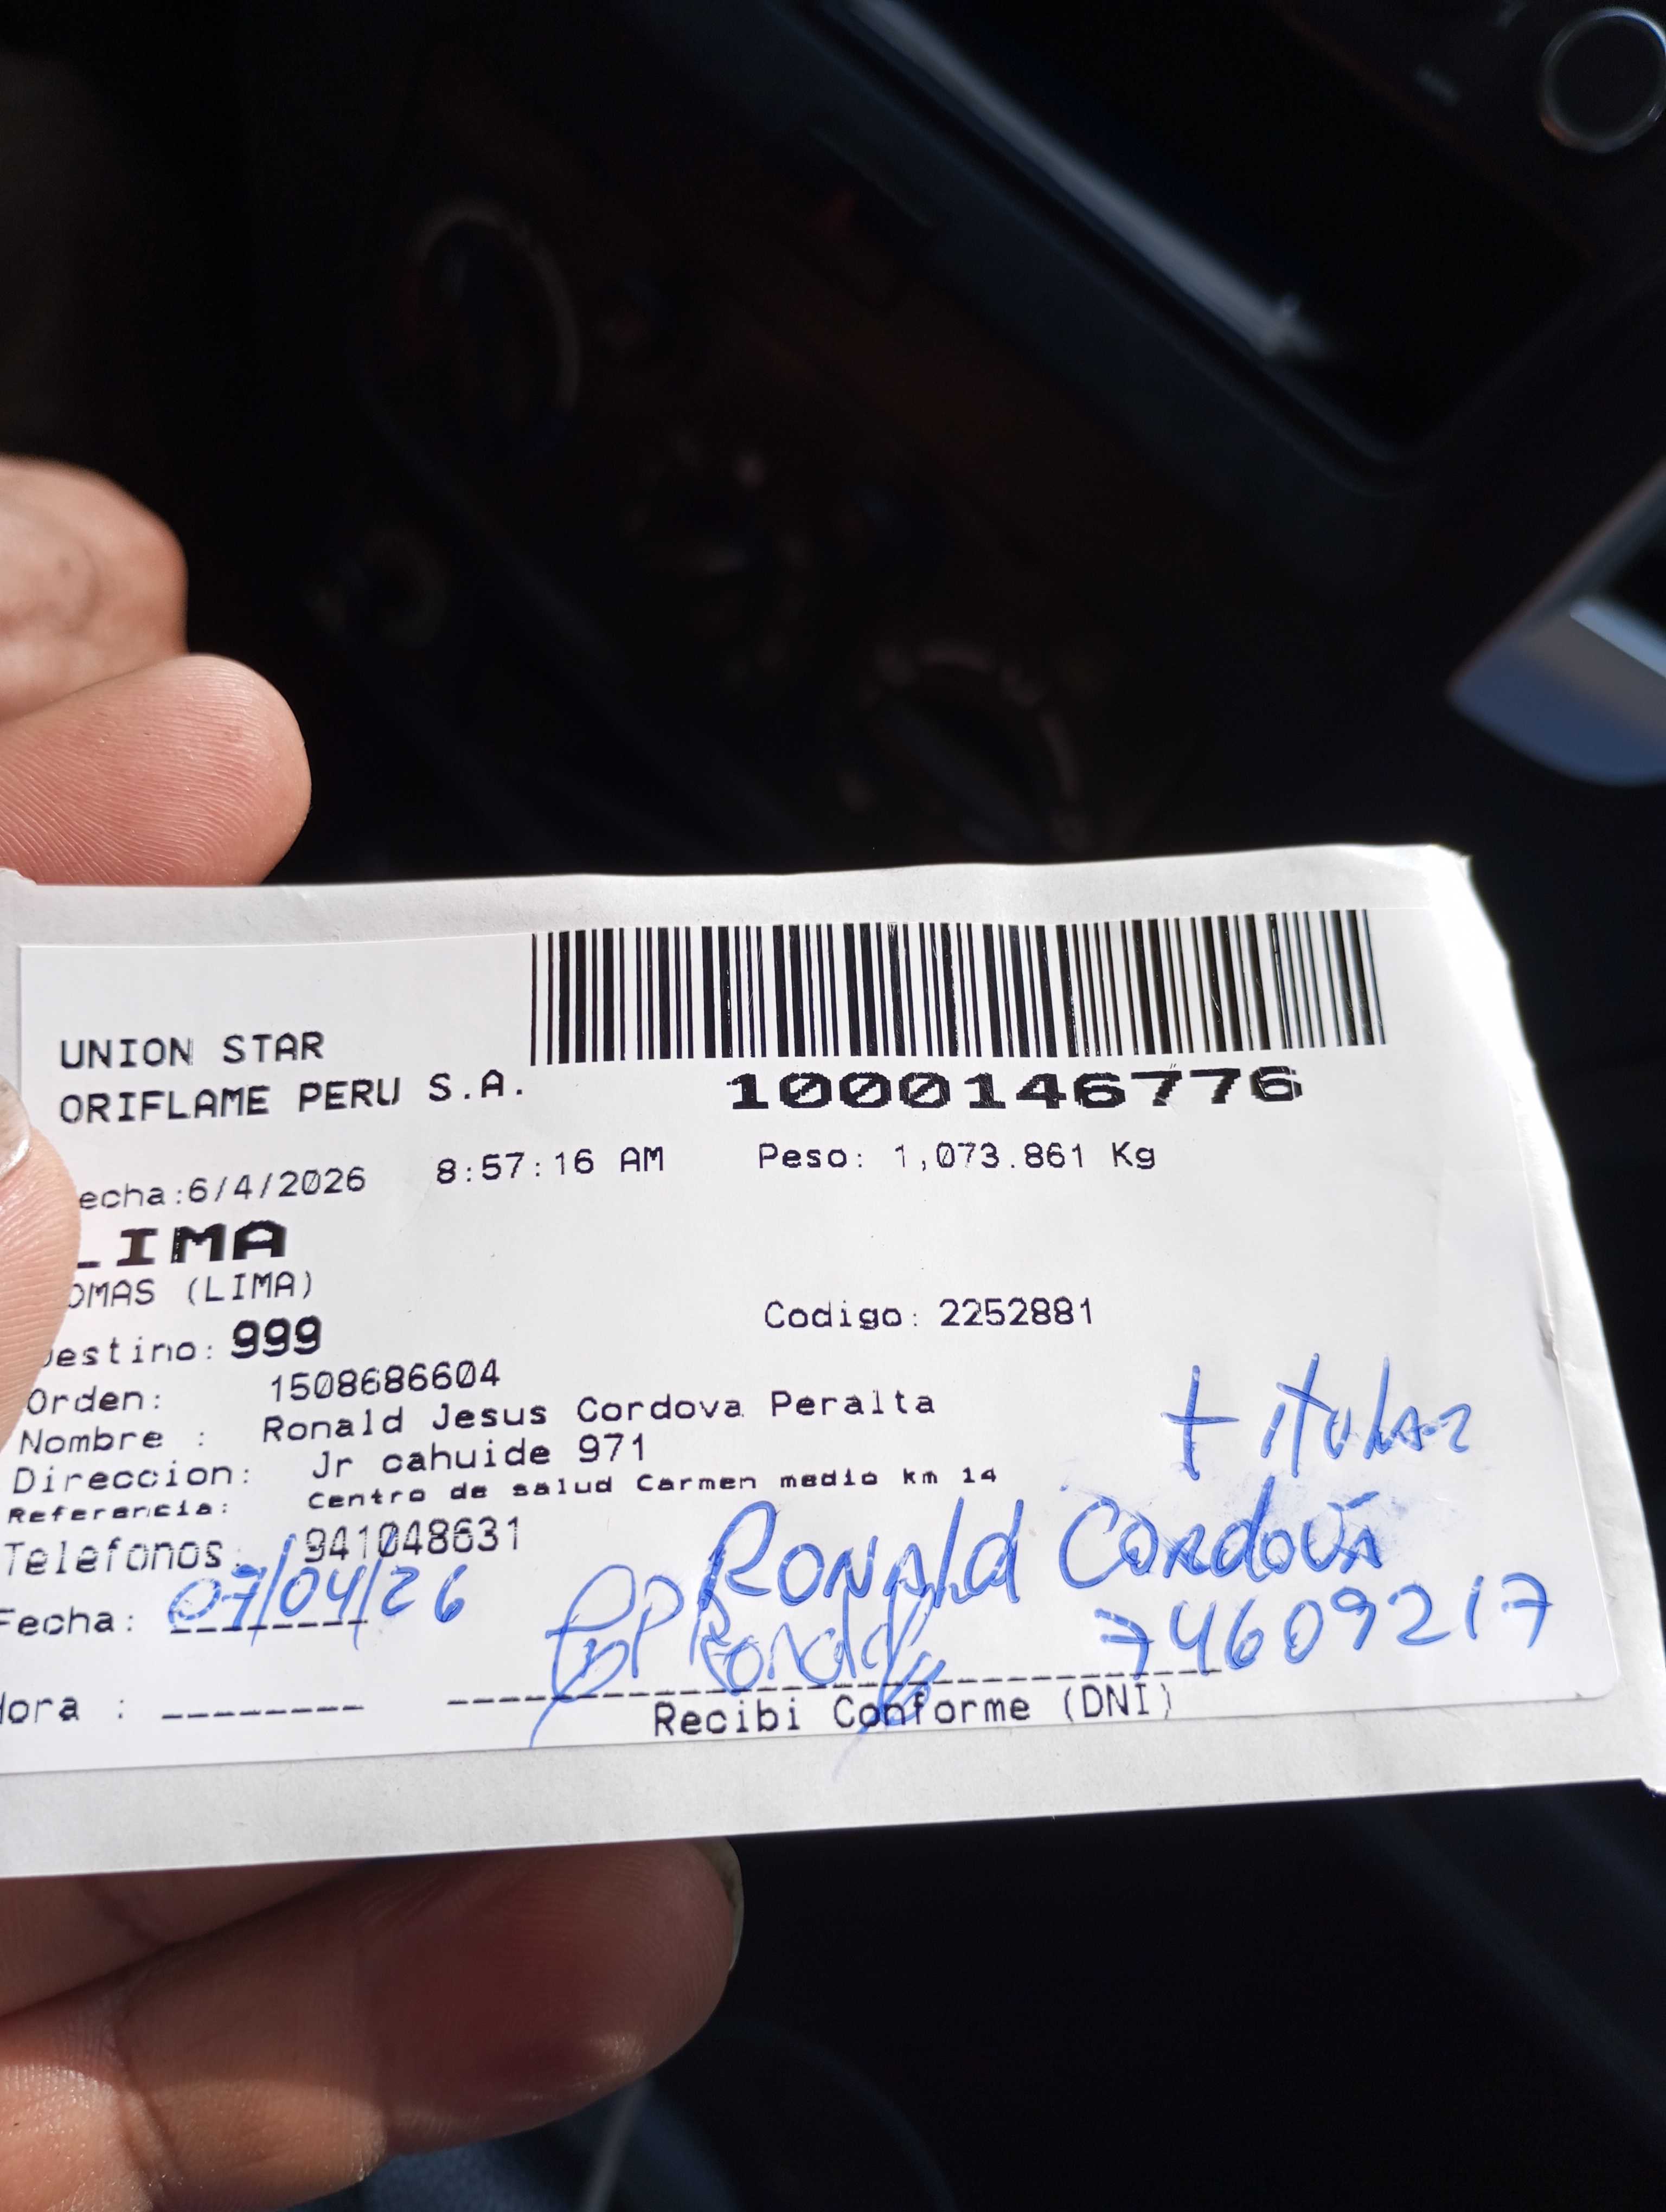 UNION STAR
ORIFLAME PERU S.A.
1000146776
echa:6/4/2026 8:57:16 AM Peso: 1,073.861 Kg
LIMA
OMAS (LIMA)
estino: 999 Codigo: 2252881
Orden: 1508686604
Nombre : Ronald Jesus Cordova Peralta
Direccion: Jr cahuide 971
Referencia: Centro de salud Carmen medio km 14
Telefonos: 941048631
+ titular
Ronald Cordova
Fecha: 07/04/26
74609217
Hora : --------
Recibi Conforme (DNI)